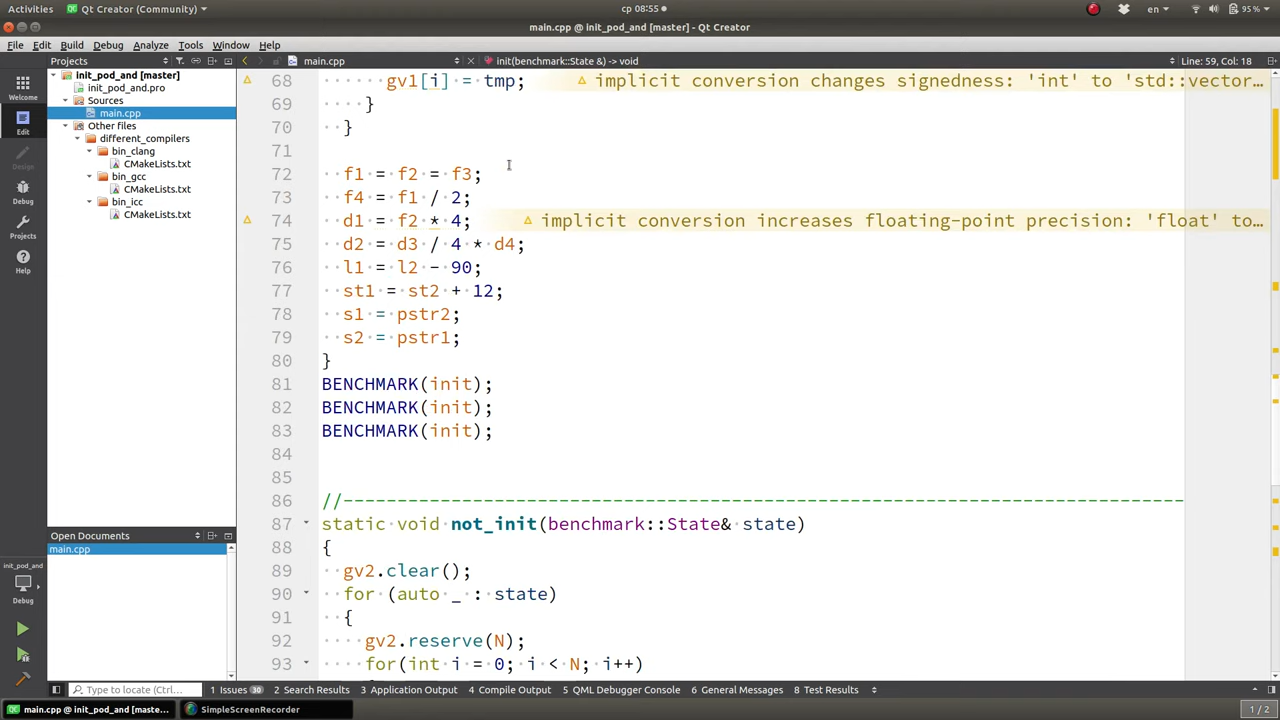 Activities Qt Creator (Community) ср 08:55 en 95 %
main.cpp @ init_pod_and [master] - Qt Creator
File Edit Build Debug Analyze Tools Window Help
Projects main.cpp init(benchmark::State &) -> void Line: 59, Col: 18
Welcome
Edit
Design
Debug
Projects
Help
init_pod_and
Debug
init_pod_and [master]
init_pod_and.pro
Sources
main.cpp
Other files
different_compilers
bin_clang
CMakeLists.txt
bin_gcc
CMakeLists.txt
bin_icc
CMakeLists.txt
Open Documents
main.cpp
68 gv1[i] = tmp; implicit conversion changes signedness: 'int' to 'std::vector…
69 }
70 }
71
72 f1 = f2 = f3;
73 f4 = f1 / 2;
74 d1 = f2 * 4; implicit conversion increases floating-point precision: 'float' to…
75 d2 = d3 / 4 * d4;
76 l1 = l2 - 90;
77 st1 = st2 + 12;
78 s1 = pstr2;
79 s2 = pstr1;
80 }
81 BENCHMARK(init);
82 BENCHMARK(init);
83 BENCHMARK(init);
84
85
86 //------------------------------------------------------------------------------
87 static void not_init(benchmark::State& state)
88 {
89 gv2.clear();
90 for (auto _ : state)
91 {
92 gv2.reserve(N);
93 for(int i = 0; i < N; i++)
Type to locate (Ctrl... 1 Issues 30 2 Search Results 3 Application Output 4 Compile Output 5 QML Debugger Console 6 General Messages 8 Test Results
main.cpp @ init_pod_and [maste... SimpleScreenRecorder 1 / 2